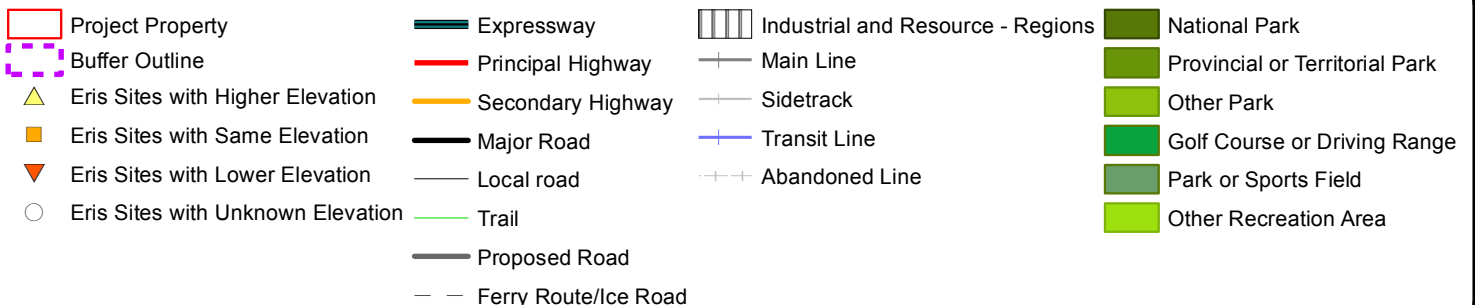 Project Property
Buffer Outline
Eris Sites with Higher Elevation
Eris Sites with Same Elevation
Eris Sites with Lower Elevation
Eris Sites with Unknown Elevation
Expressway
Principal Highway
Secondary Highway
Major Road
Local road
Trail
Proposed Road
Ferry Route/Ice Road
Industrial and Resource - Regions
Main Line
Sidetrack
Transit Line
Abandoned Line
National Park
Provincial or Territorial Park
Other Park
Golf Course or Driving Range
Park or Sports Field
Other Recreation Area